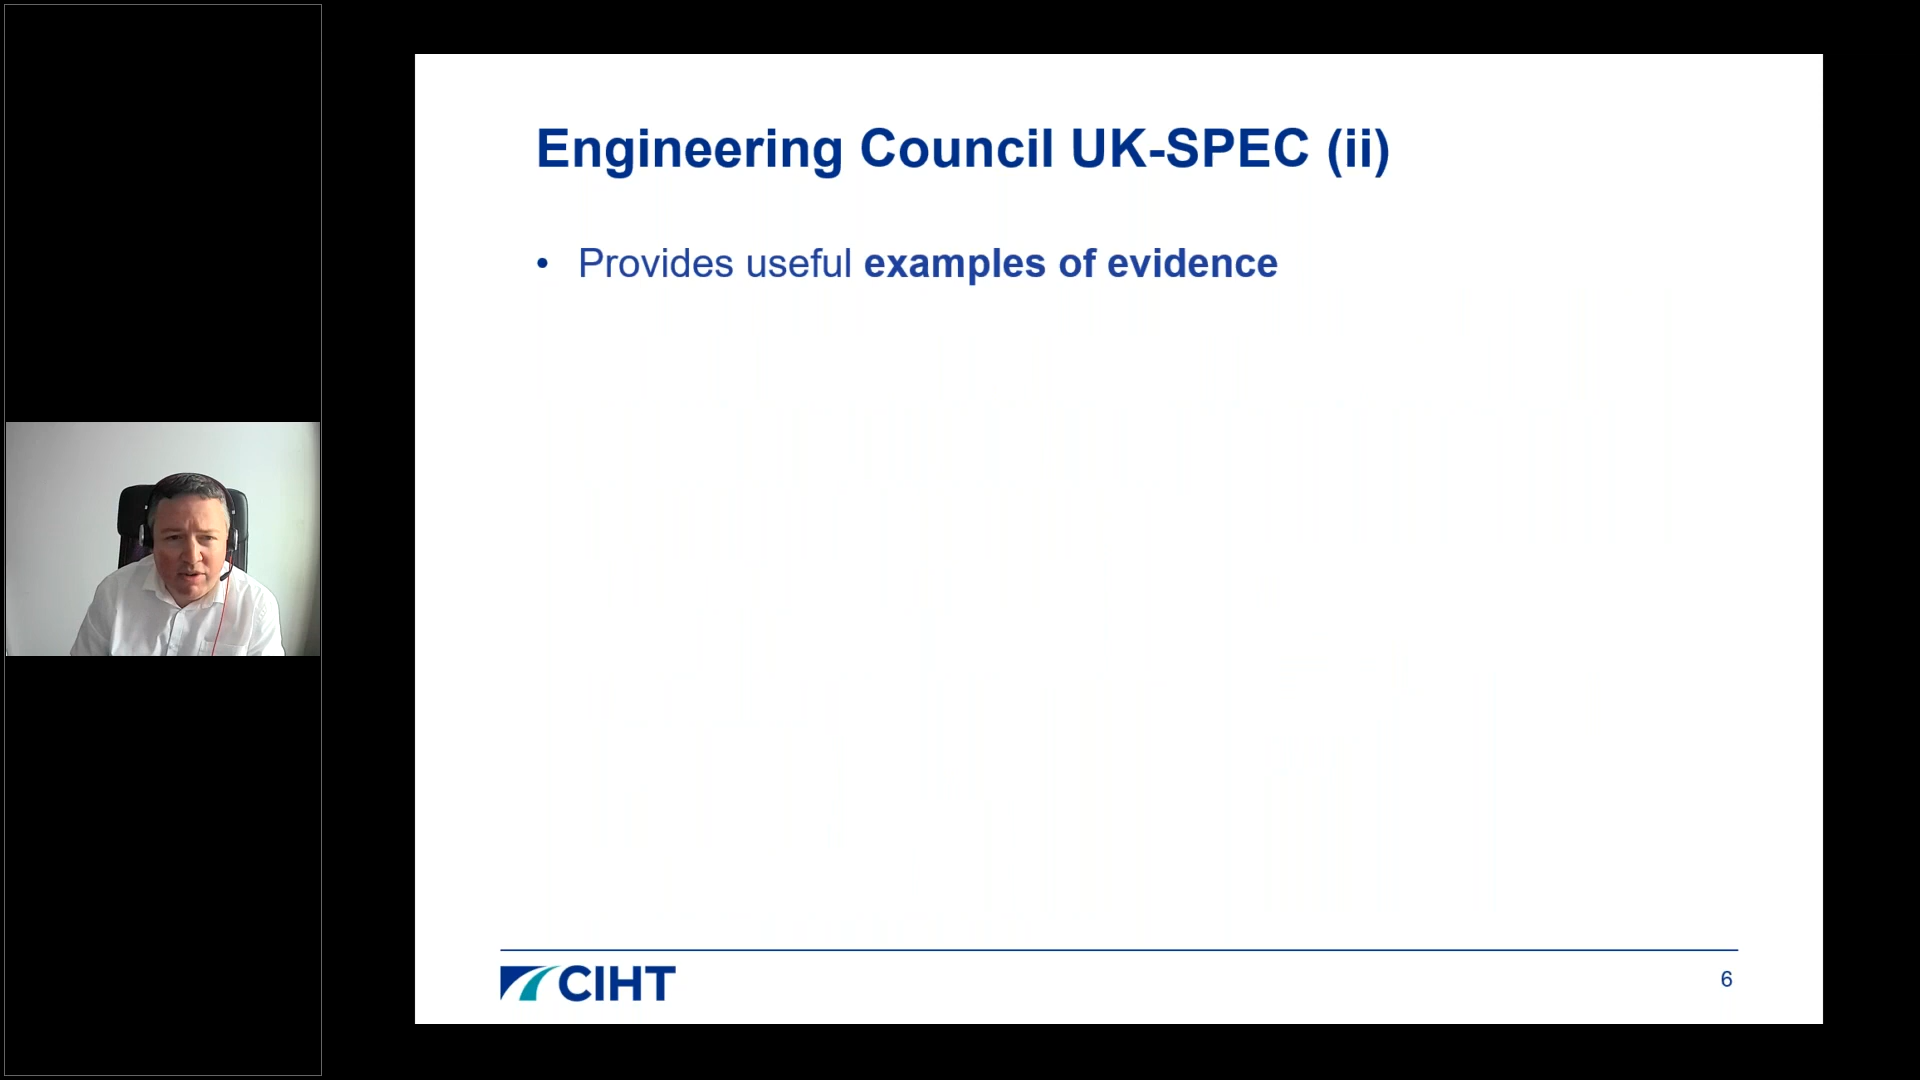 Engineering Council UK-SPEC (ii)
• Provides useful examples of evidence
CIHT
6